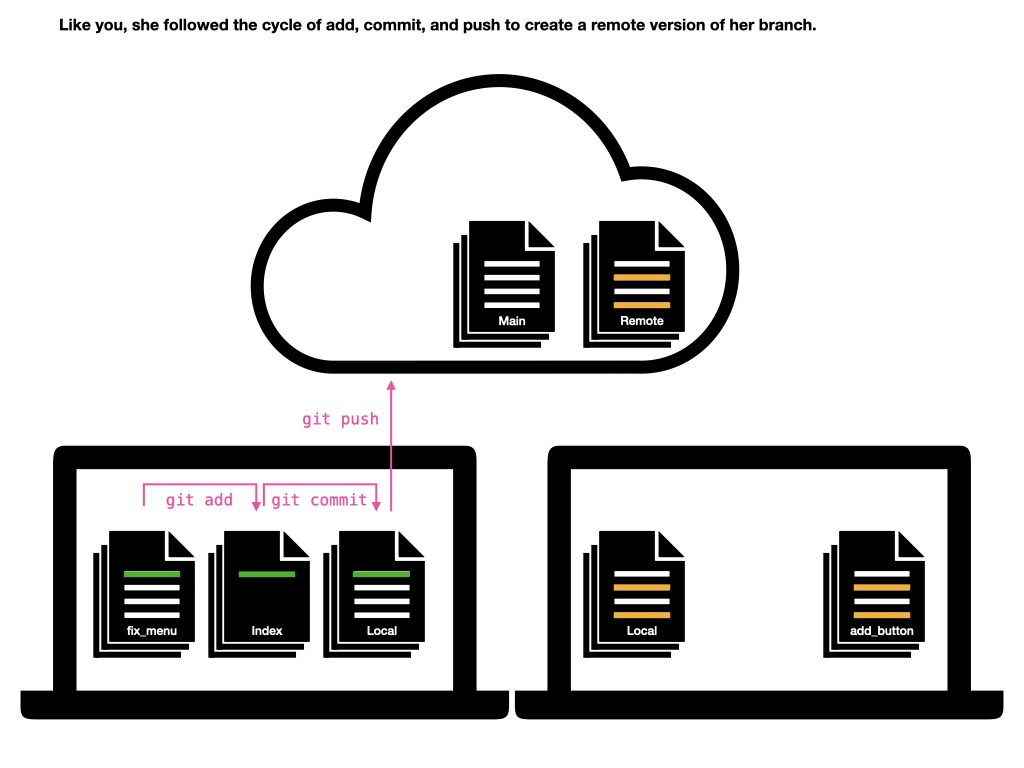 Like you, she followed the cycle of add, commit, and push to create a remote version of her branch.
Main
Remote
git push
git add
git commit
fix_menu
Index
Local
Local
add_button